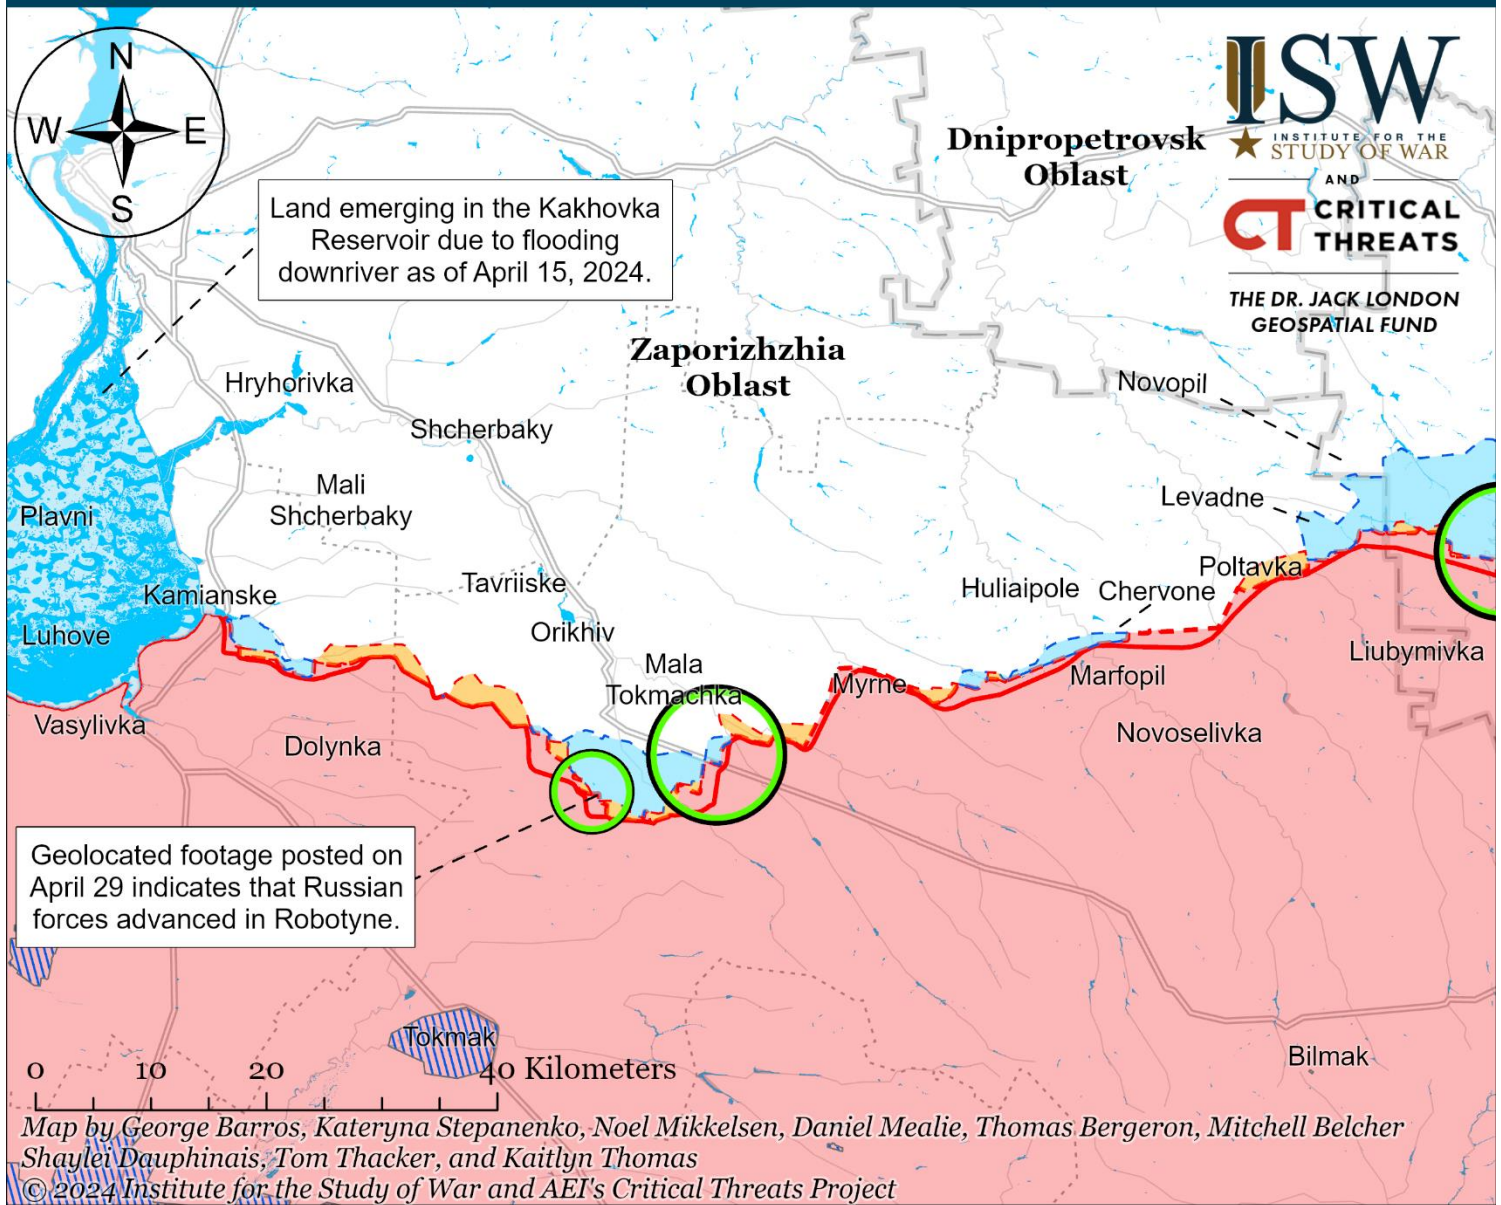 N
W
E
S
ISW
INSTITUTE FOR THE
STUDY OF WAR
AND
CT CRITICAL
THREATS
THE DR. JACK LONDON
GEOSPATIAL FUND
Dnipropetrovsk
Oblast
Land emerging in the Kakhovka
Reservoir due to flooding
downriver as of April 15, 2024.
Zaporizhzhia
Oblast
Hryhorivka
Novopil
Shcherbaky
Mali
Shcherbaky
Levadne
Plavni
Poltavka
Kamianske
Tavriiske
Huliaipole
Chervone
Luhove
Orikhiv
Liubymivka
Mala
Tokmachka
Myrne
Marfopil
Vasylivka
Dolynka
Novoselivka
Geolocated footage posted on
April 29 indicates that Russian
forces advanced in Robotyne.
Tokmak
Bilmak
0 10 20 40 Kilometers
Map by George Barros, Kateryna Stepanenko, Noel Mikkelsen, Daniel Mealie, Thomas Bergeron, Mitchell Belcher
Shaylei Dauphinais, Tom Thacker, and Kaitlyn Thomas
© 2024 Institute for the Study of War and AEI's Critical Threats Project